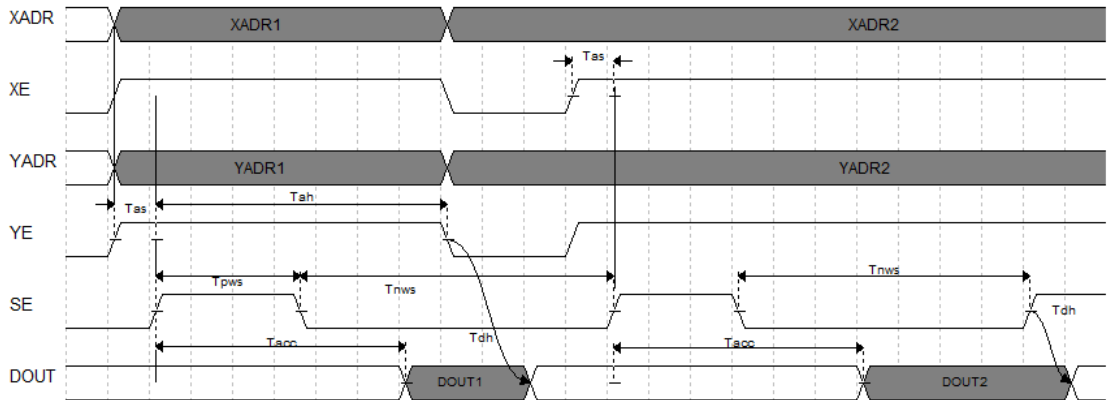 XADR XADR1 XADR2
Tas
XE
YADR YADR1 YADR2
Tas Tah
YE
Tpws Tnws Tnws
SE
Tacc Tdh Tacc Tdh
DOUT DOUT1 DOUT2